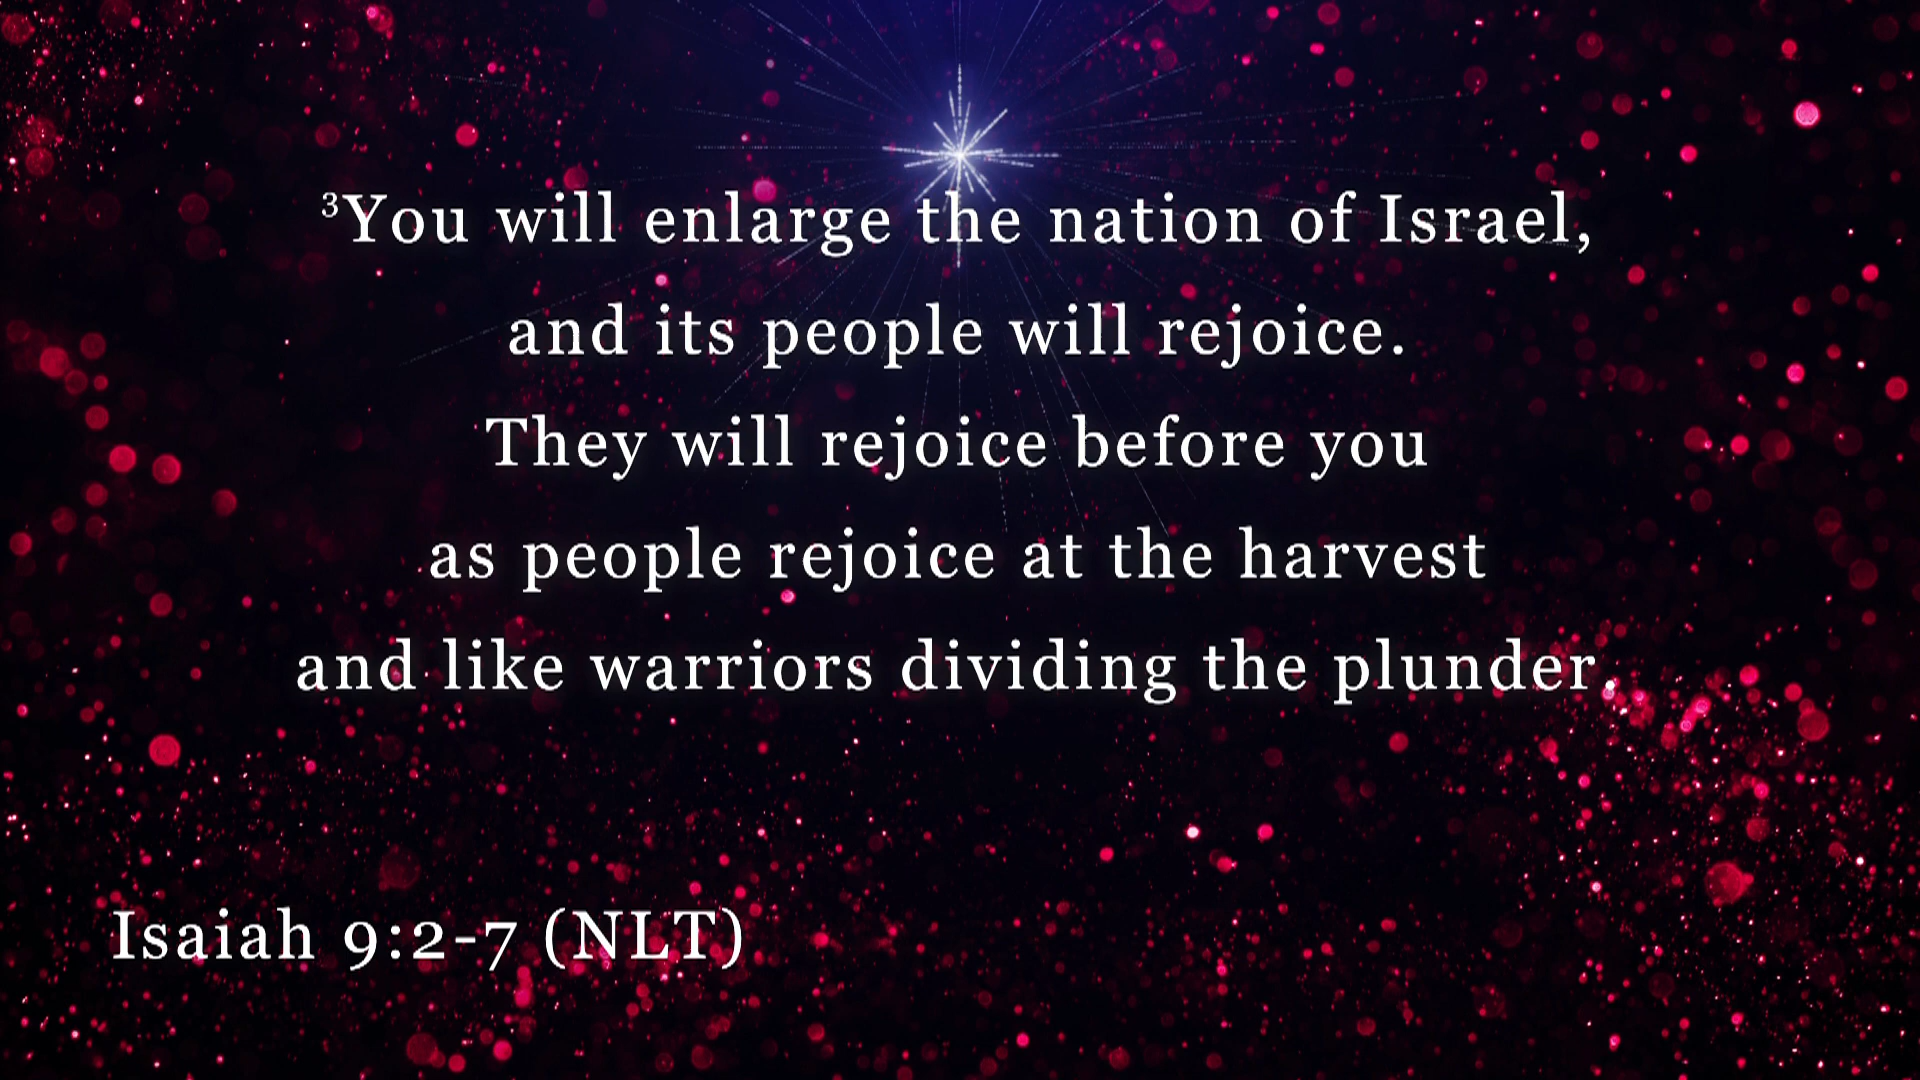 ³You will enlarge the nation of Israel,
and its people will rejoice.
They will rejoice before you
as people rejoice at the harvest
and like warriors dividing the plunder.
Isaiah 9:2-7 (NLT)